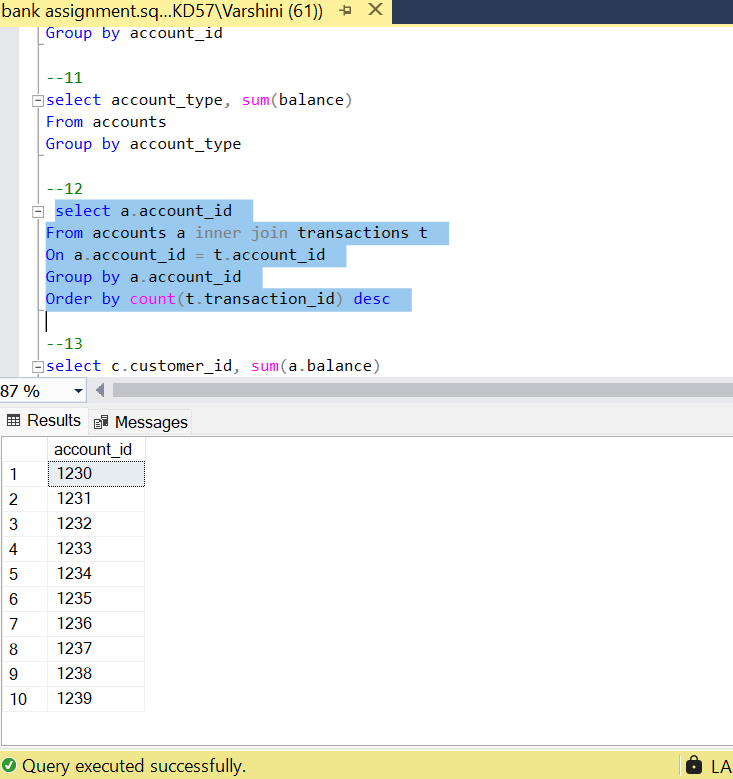 bank assignment.sq...KD57\Varshini (61))
Group by account_id
--11
select account_type, sum(balance)
From accounts
Group by account_type
--12
select a.account_id
From accounts a inner join transactions t
On a.account_id = t.account_id
Group by a.account_id
Order by count(t.transaction_id) desc
--13
select c.customer_id, sum(a.balance)
87 %
Results Messages
account_id
1 1230
2 1231
3 1232
4 1233
5 1234
6 1235
7 1236
8 1237
9 1238
10 1239
Query executed successfully. LA